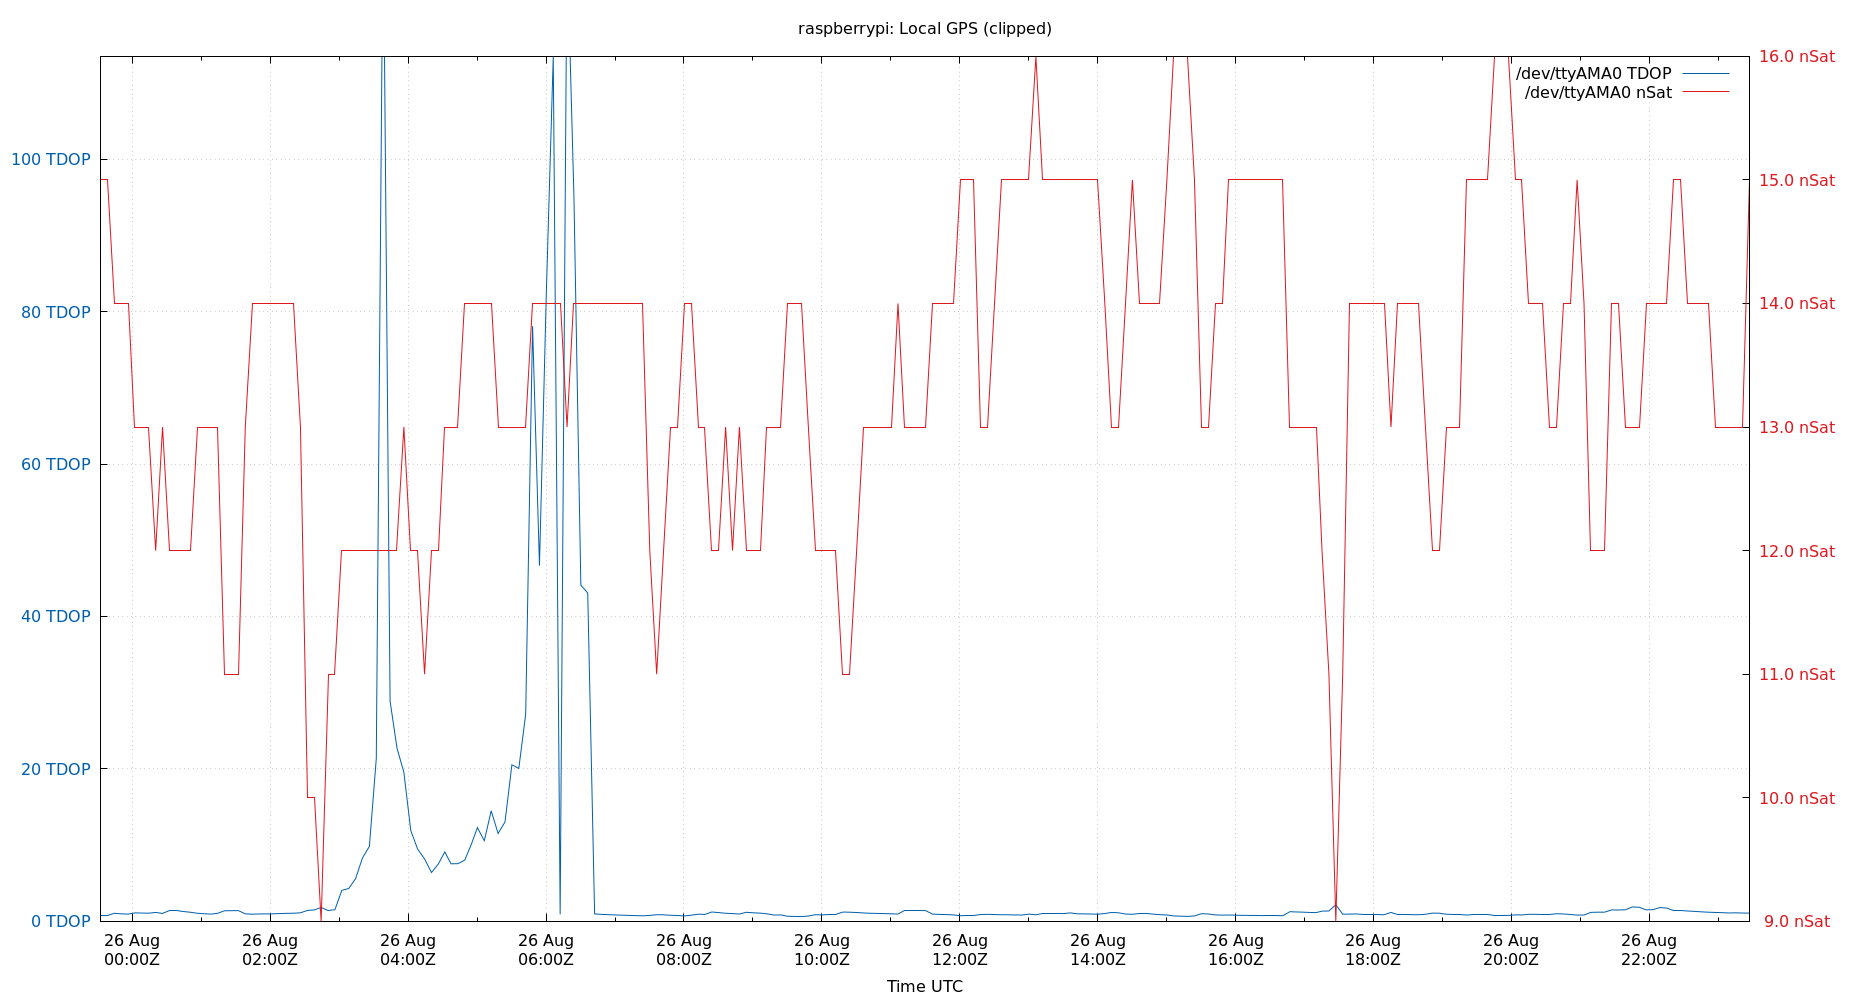 raspberrypi: Local GPS (clipped)
/dev/ttyAMA0 TDOP
/dev/ttyAMA0 nSat
100 TDOP
80 TDOP
60 TDOP
40 TDOP
20 TDOP
0 TDOP
16.0 nSat
15.0 nSat
14.0 nSat
13.0 nSat
12.0 nSat
11.0 nSat
10.0 nSat
9.0 nSat
26 Aug 26 Aug 26 Aug 26 Aug 26 Aug 26 Aug 26 Aug 26 Aug 26 Aug 26 Aug 26 Aug 26 Aug
00:00Z 02:00Z 04:00Z 06:00Z 08:00Z 10:00Z 12:00Z 14:00Z 16:00Z 18:00Z 20:00Z 22:00Z
Time UTC